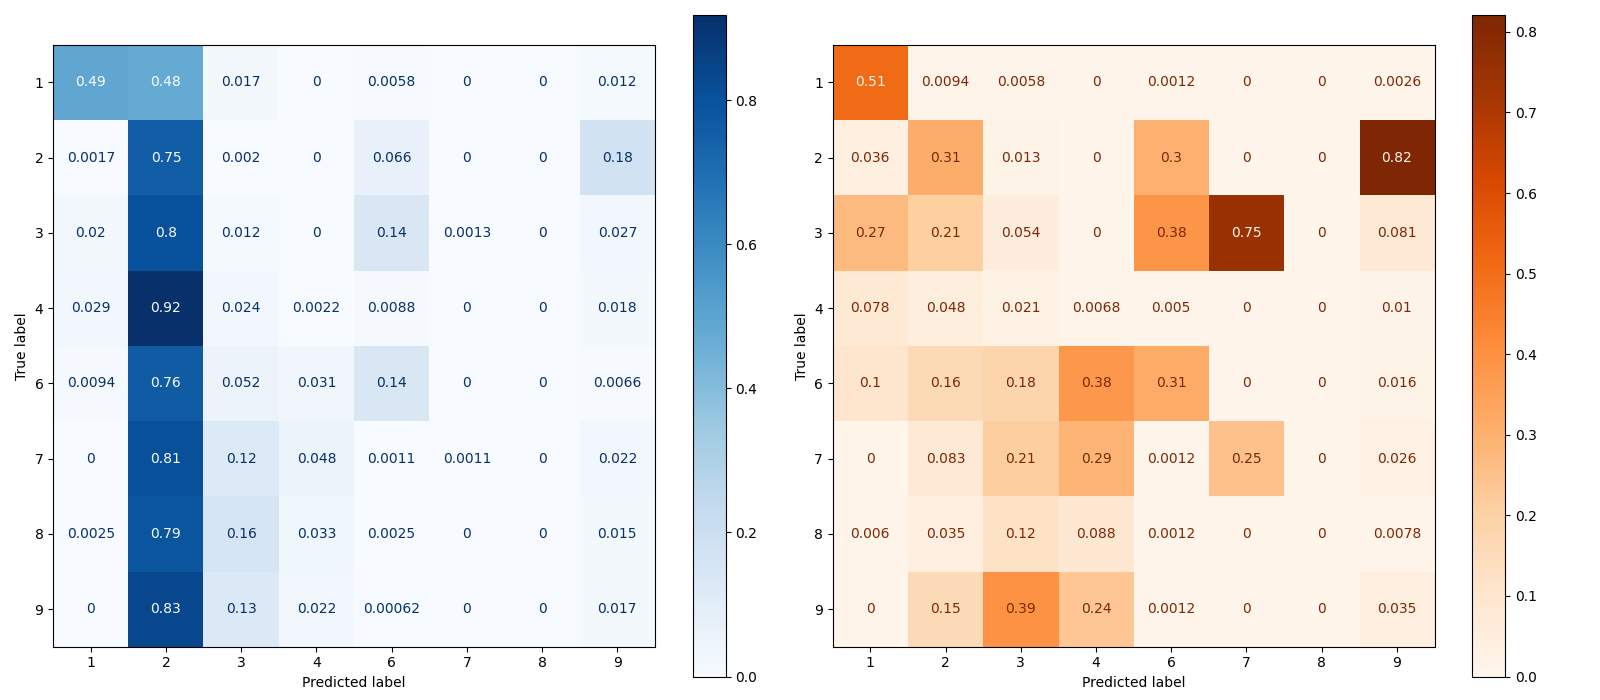 1 0.49 0.48 0.017 0 0.0058 0 0 0.012
2 0.0017 0.75 0.002 0 0.066 0 0 0.18
3 0.02 0.8 0.012 0 0.14 0.0013 0 0.027
4 0.029 0.92 0.024 0.0022 0.0088 0 0 0.018
6 0.0094 0.76 0.052 0.031 0.14 0 0 0.0066
7 0 0.81 0.12 0.048 0.0011 0.0011 0 0.022
8 0.0025 0.79 0.16 0.033 0.0025 0 0 0.015
9 0 0.83 0.13 0.022 0.00062 0 0 0.017
1 2 3 4 6 7 8 9
Predicted label
True label
0.8
0.6
0.4
0.2
0.0
1 0.51 0.0094 0.0058 0 0.0012 0 0 0.0026
2 0.036 0.31 0.013 0 0.3 0 0 0.82
3 0.27 0.21 0.054 0 0.38 0.75 0 0.081
4 0.078 0.048 0.021 0.0068 0.005 0 0 0.01
6 0.1 0.16 0.18 0.38 0.31 0 0 0.016
7 0 0.083 0.21 0.29 0.0012 0.25 0 0.026
8 0.006 0.035 0.12 0.088 0.0012 0 0 0.0078
9 0 0.15 0.39 0.24 0.0012 0 0 0.035
1 2 3 4 6 7 8 9
Predicted label
True label
0.8
0.7
0.6
0.5
0.4
0.3
0.2
0.1
0.0